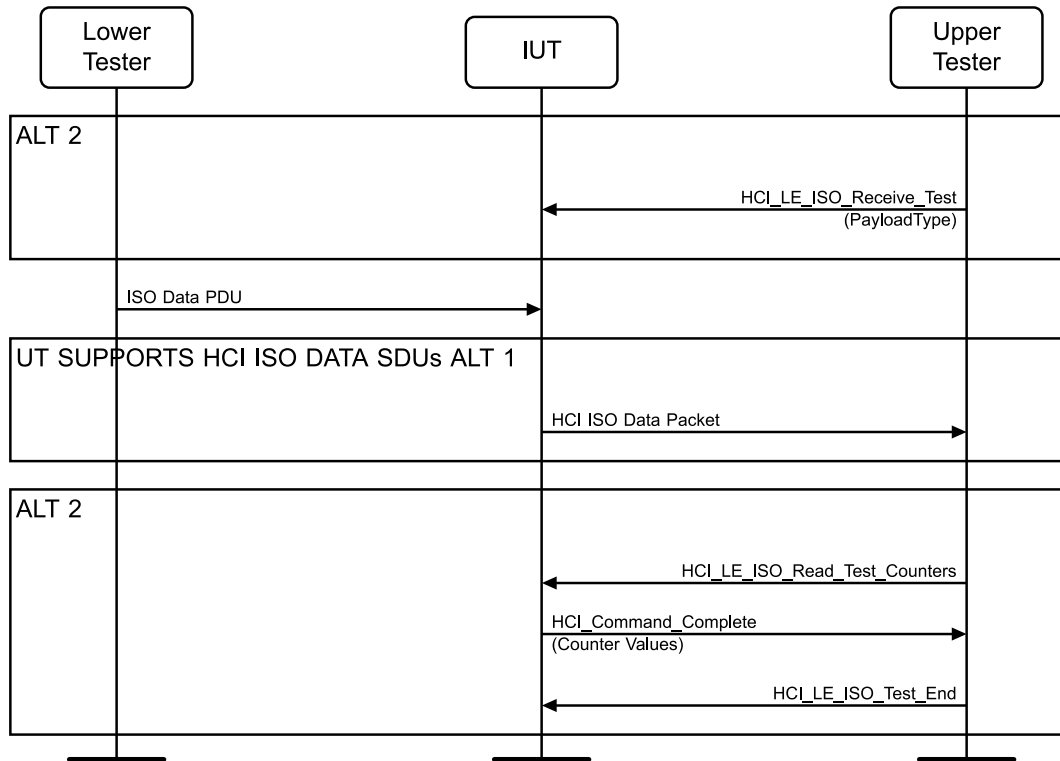 Lower
Tester
IUT
Upper
Tester
ALT 2
HCI_LE_ISO_Receive_Test
(PayloadType)
ISO Data PDU
UT SUPPORTS HCI ISO DATA SDUs ALT 1
HCI ISO Data Packet
ALT 2
HCI_LE_ISO_Read_Test_Counters
HCI_Command_Complete
(Counter Values)
HCI_LE_ISO_Test_End